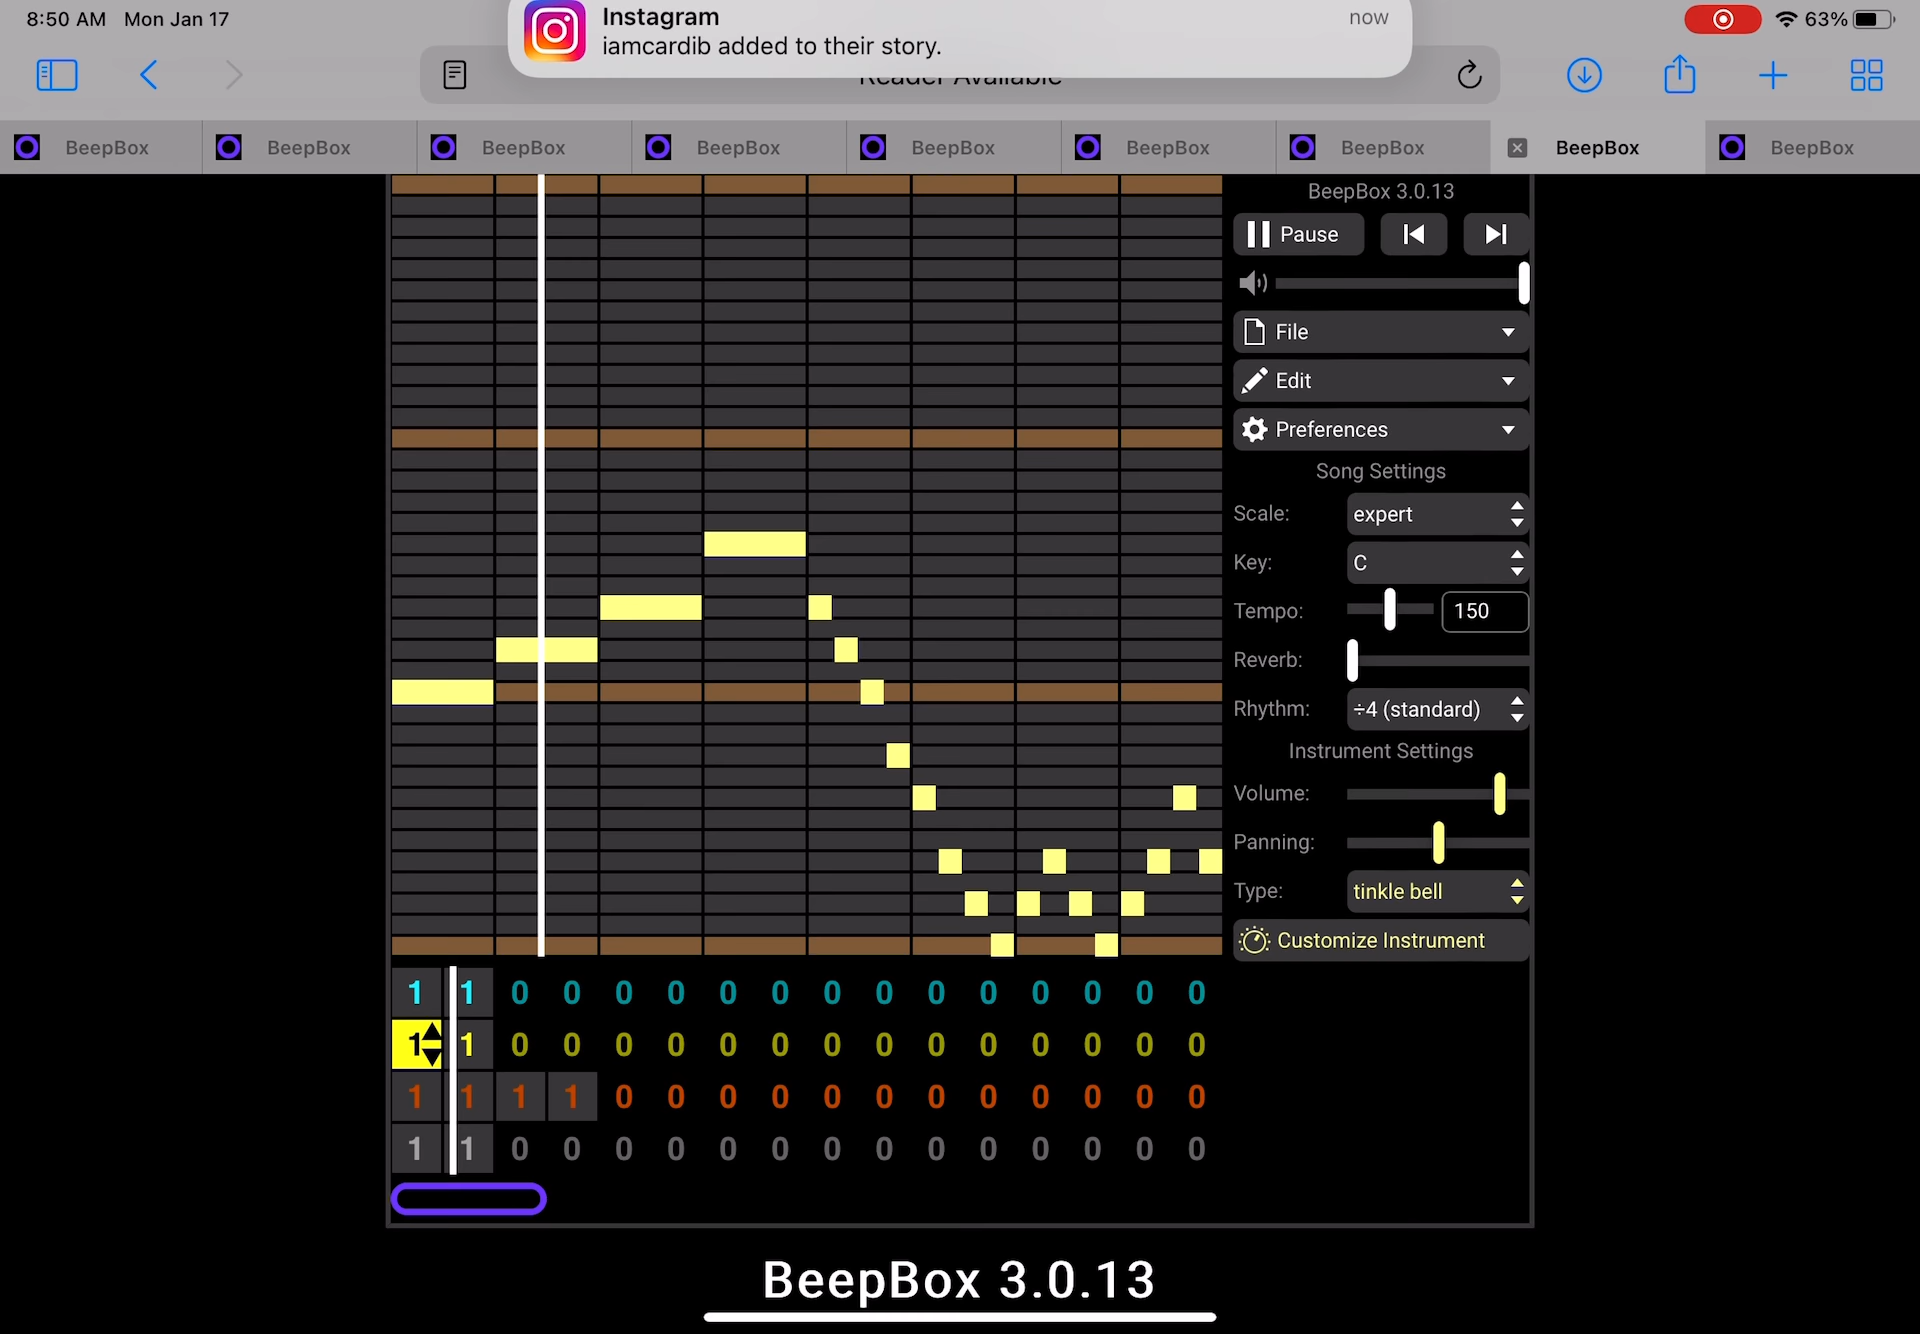 8:50 AM Mon Jan 17
Instagram
now
iamcardib added to their story.
63%
Reader Available
BeepBox BeepBox BeepBox BeepBox BeepBox BeepBox BeepBox BeepBox BeepBox
BeepBox 3.0.13
Pause
File
Edit
Preferences
Song Settings
Scale: expert
Key: C
Tempo: 150
Reverb:
Rhythm: ÷4 (standard)
Instrument Settings
Volume:
Panning:
Type: tinkle bell
Customize Instrument
1 1 0 0 0 0 0 0 0 0 0 0 0 0 0 0
1 1 0 0 0 0 0 0 0 0 0 0 0 0 0 0
1 1 1 1 0 0 0 0 0 0 0 0 0 0 0 0
1 1 0 0 0 0 0 0 0 0 0 0 0 0 0 0
BeepBox 3.0.13